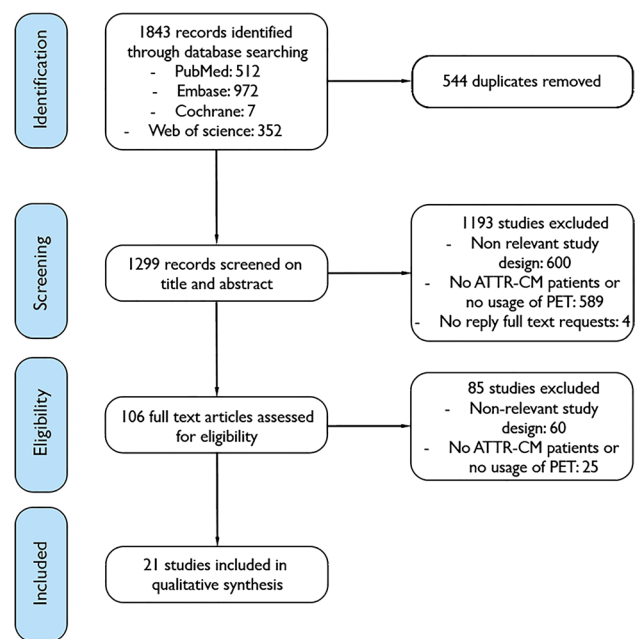 Identification
1843 records identified
through database searching
- PubMed: 512
- Embase: 972
- Cochrane: 7
- Web of science: 352
544 duplicates removed
Screening
1299 records screened on
title and abstract
1193 studies excluded
- Non relevant study
design: 600
- No ATTR-CM patients or
no usage of PET: 589
- No reply full text requests: 4
Eligibility
106 full text articles assessed
for eligibility
85 studies excluded
- Non-relevant study
design: 60
- No ATTR-CM patients or
no usage of PET: 25
Included
21 studies included in
qualitative synthesis